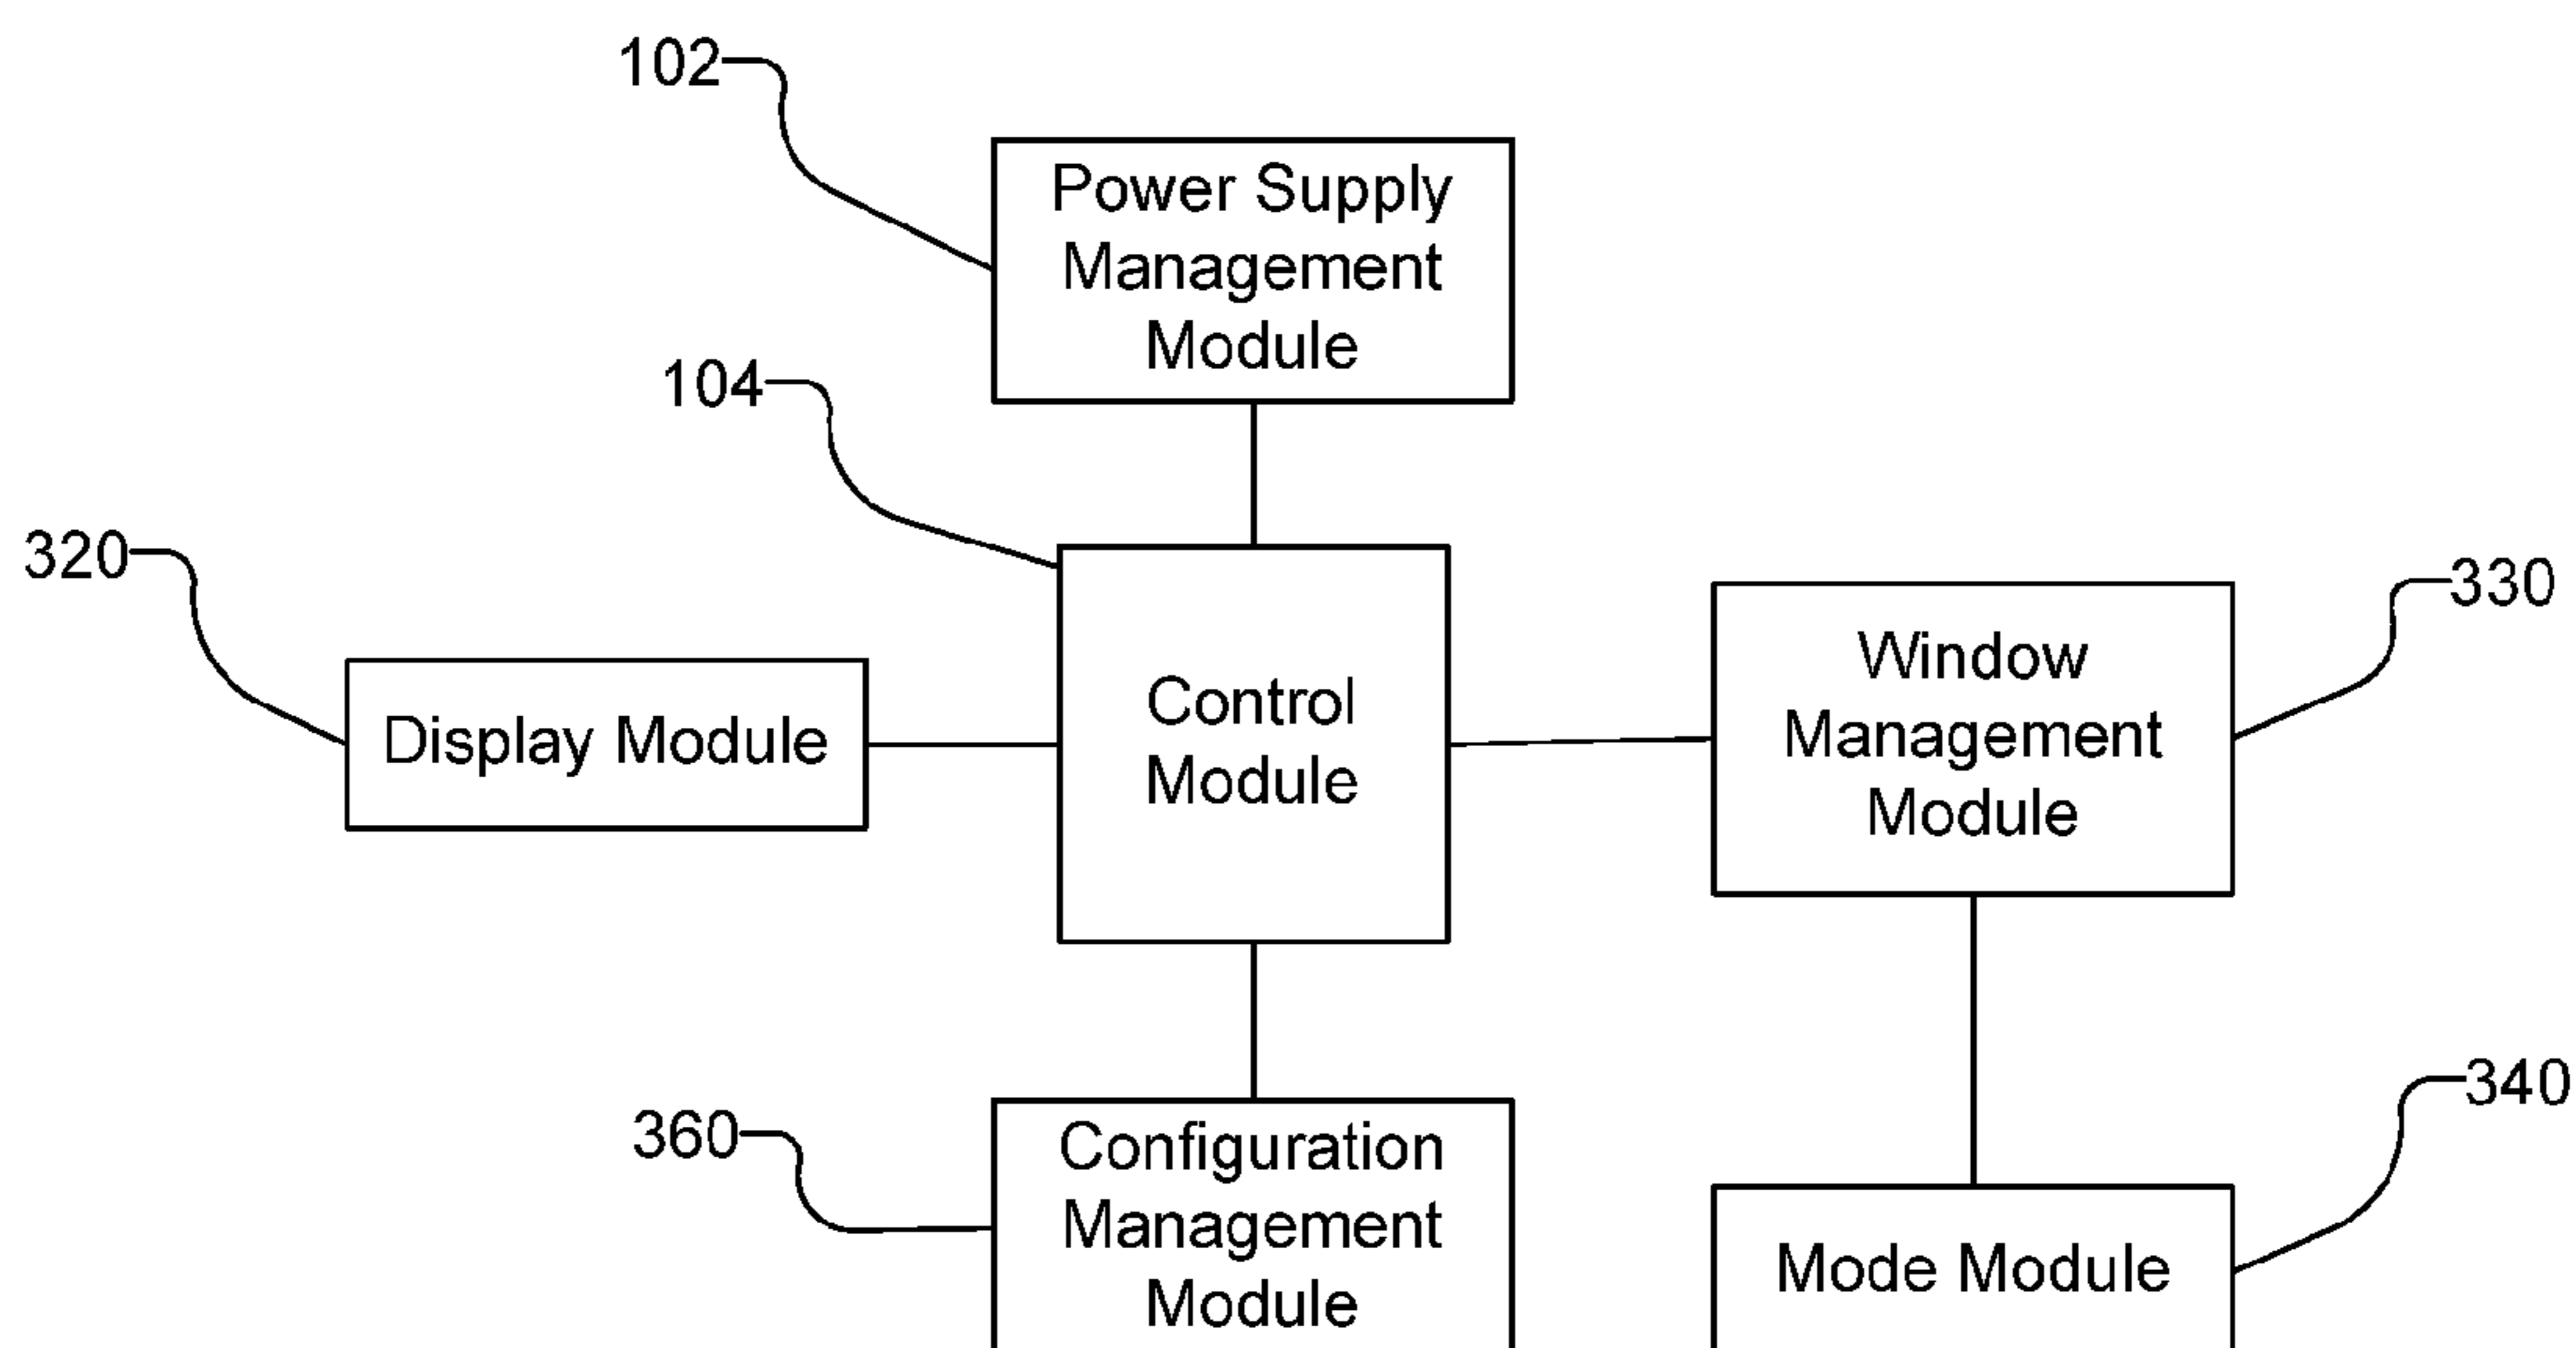 102
Power Supply
Management
Module
104
320
Display Module
Control
Module
330
Window
Management
Module
360
Configuration
Management
Module
340
Mode Module